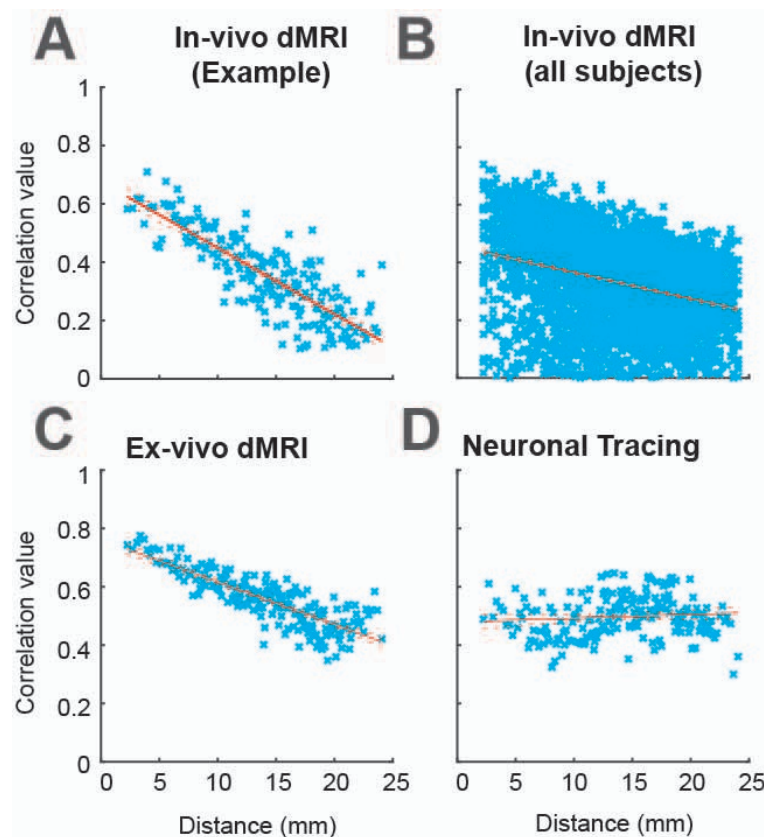 A
In-vivo dMRI
(Example)
B
In-vivo dMRI
(all subjects)
Correlation value
1
0.8
0.6
0.4
0.2
0
C
Ex-vivo dMRI
D
Neuronal Tracing
Correlation value
1
0.8
0.6
0.4
0.2
0
0 5 10 15 20 25
Distance (mm)
0 5 10 15 20 25
Distance (mm)